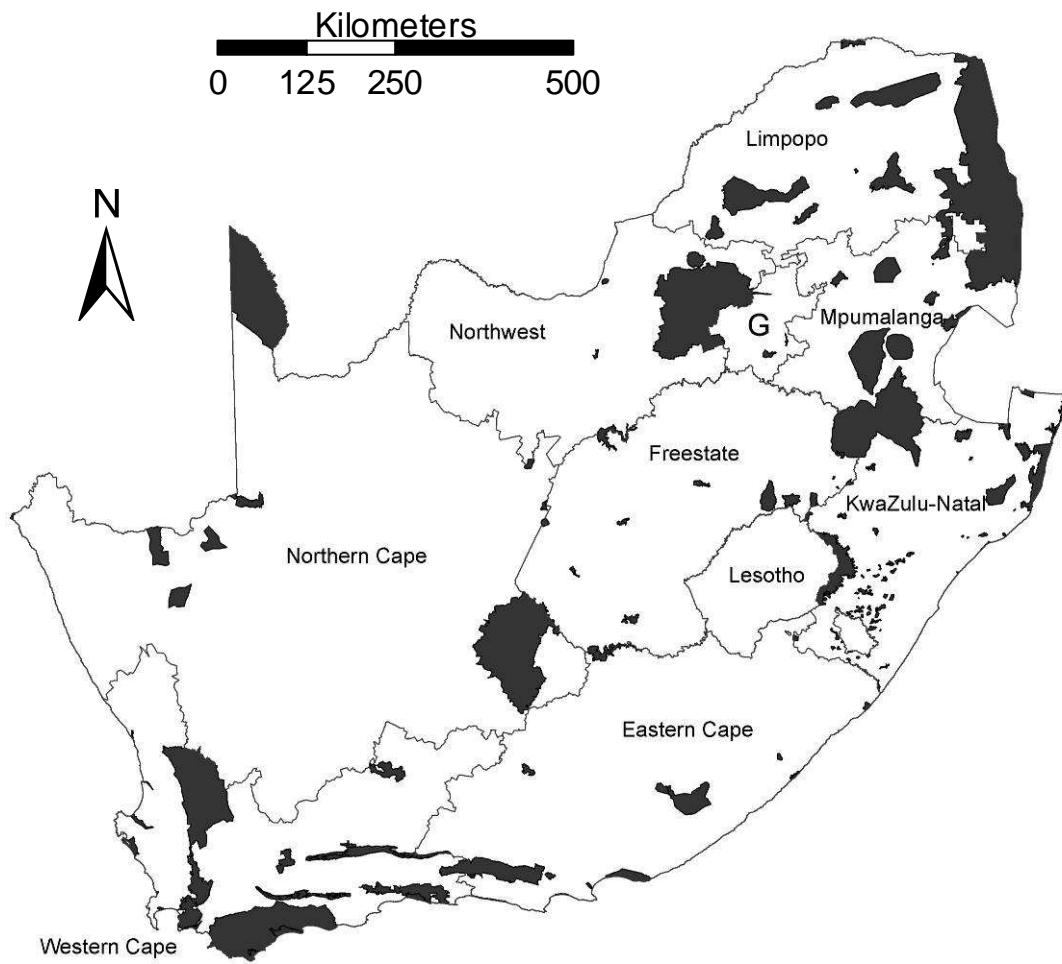 Kilometers
0 125 250 500
N
Limpopo
Northwest
G
Mpumalanga
Freestate
KwaZulu-Natal
Northern Cape
Lesotho
Eastern Cape
Western Cape